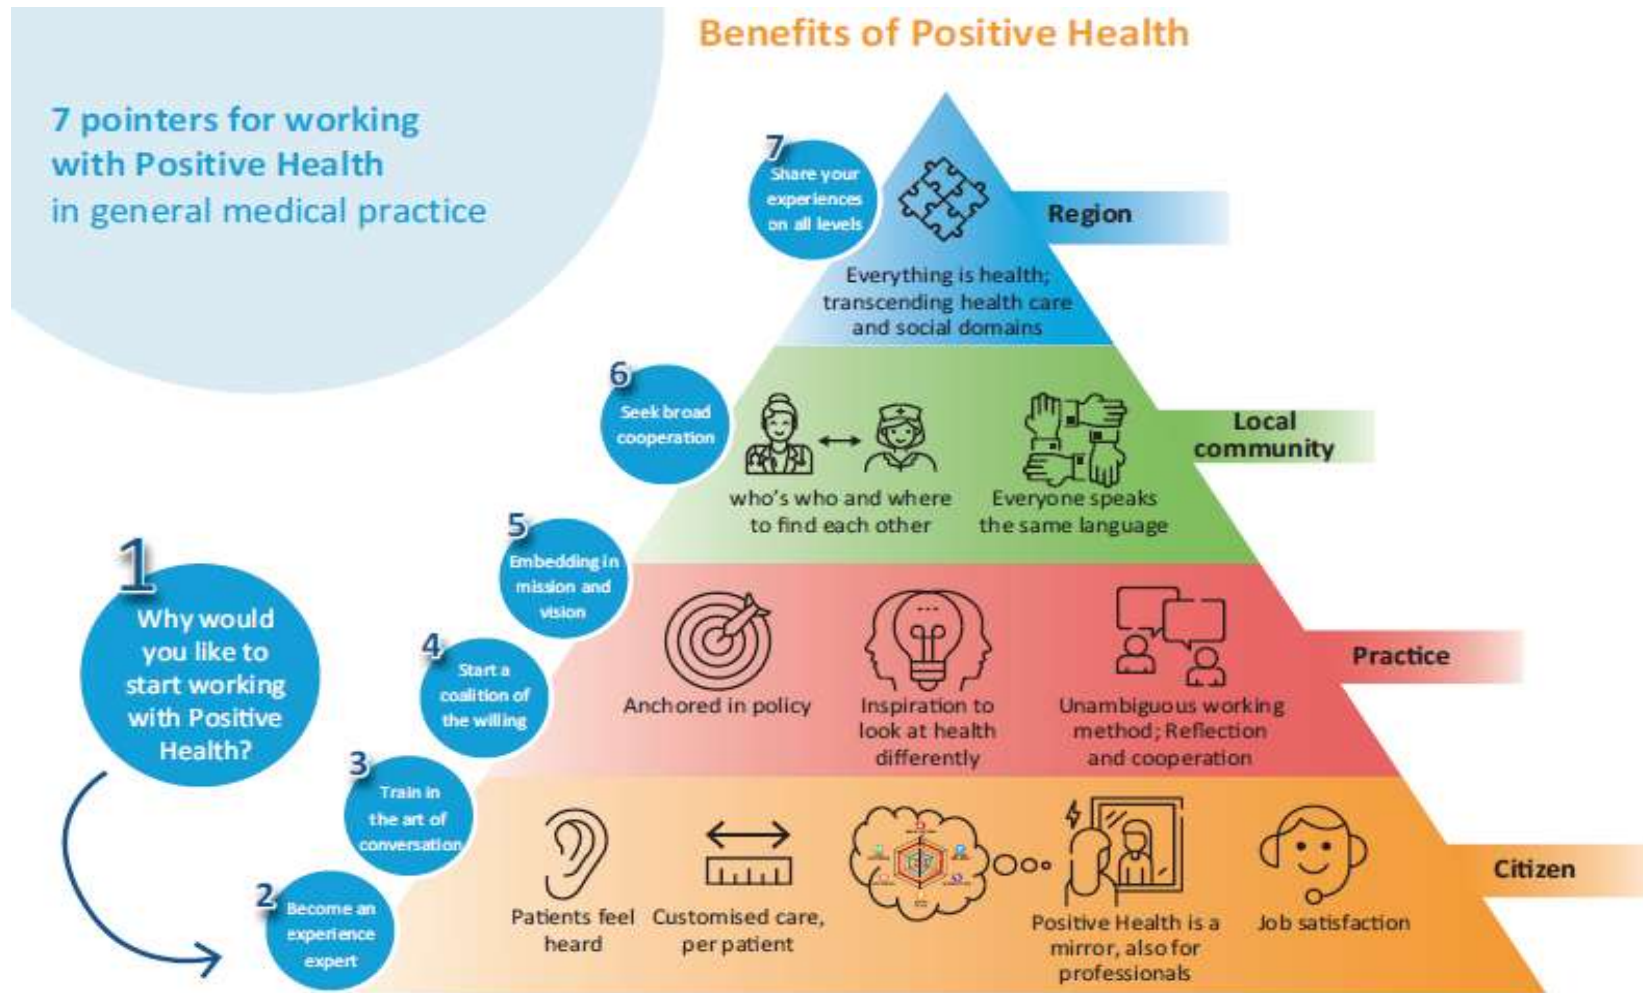 Benefits of Positive Health
7 pointers for working
with Positive Health
in general medical practice
7
Share your
experiences
on all levels
Region
Everything is health;
transcending health care
and social domains
6
Seek broad
cooperation
Local
community
who's who and where
to find each other
Everyone speaks
the same language
5
Embedding in
mission and
vision
1
Why would
you like to
start working
with Positive
Health?
4
Start a
coalition of
the willing
Practice
Anchored in policy
Inspiration to
look at health
differently
Unambiguous working
method; Reflection
and cooperation
3
Train in
the art of
conversation
Citizen
2
Become an
experience
expert
Patients feel
heard
Customised care,
per patient
Positive Health is a
mirror, also for
professionals
Job satisfaction